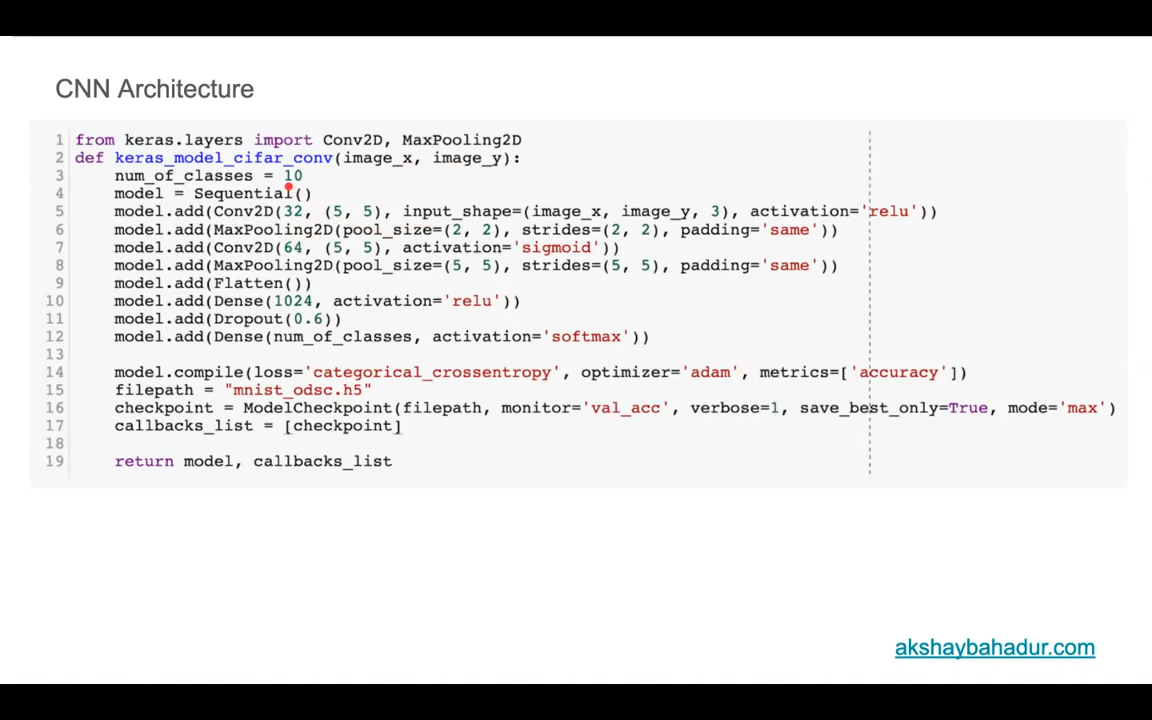 CNN Architecture
1 from keras.layers import Conv2D, MaxPooling2D
2 def keras_model_cifar_conv(image_x, image_y):
3 num_of_classes = 10
4 model = Sequential()
5 model.add(Conv2D(32, (5, 5), input_shape=(image_x, image_y, 3), activation='relu'))
6 model.add(MaxPooling2D(pool_size=(2, 2), strides=(2, 2), padding='same'))
7 model.add(Conv2D(64, (5, 5), activation='sigmoid'))
8 model.add(MaxPooling2D(pool_size=(5, 5), strides=(5, 5), padding='same'))
9 model.add(Flatten())
10 model.add(Dense(1024, activation='relu'))
11 model.add(Dropout(0.6))
12 model.add(Dense(num_of_classes, activation='softmax'))
13
14 model.compile(loss='categorical_crossentropy', optimizer='adam', metrics=['accuracy'])
15 filepath = "mnist_odsc.h5"
16 checkpoint = ModelCheckpoint(filepath, monitor='val_acc', verbose=1, save_best_only=True, mode='max')
17 callbacks_list = [checkpoint]
18
19 return model, callbacks_list
akshaybahadur.com